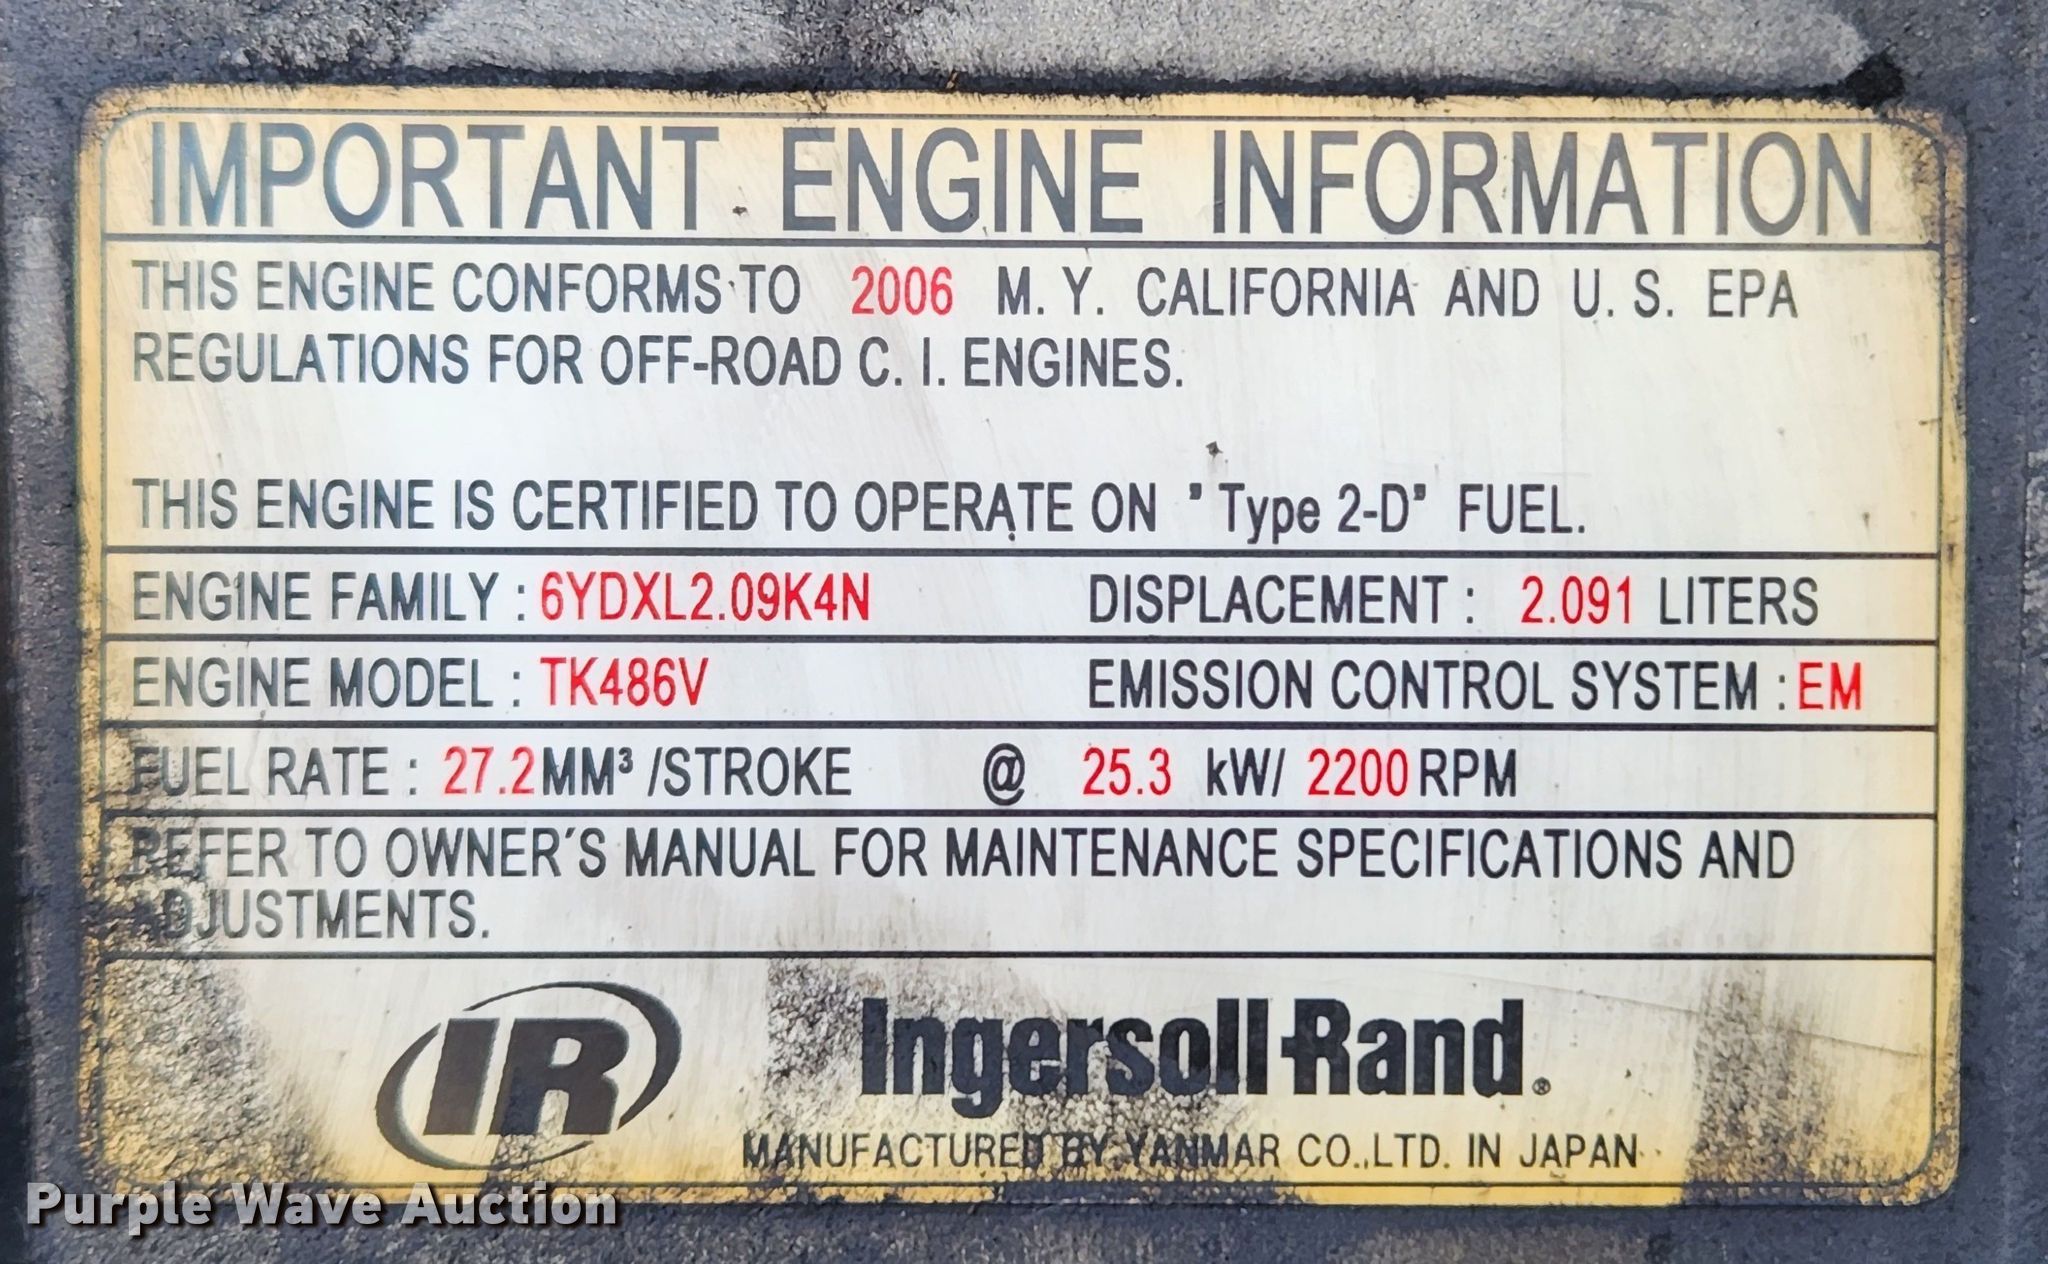 IMPORTANT ENGINE INFORMATION
THIS ENGINE CONFORMS TO 2006 M. Y. CALIFORNIA AND U. S. EPA
REGULATIONS FOR OFF-ROAD C. I. ENGINES.
THIS ENGINE IS CERTIFIED TO OPERATE ON "Type 2-D" FUEL.
ENGINE FAMILY : 6YDXL2.09K4N DISPLACEMENT : 2.091 LITERS
ENGINE MODEL : TK486V EMISSION CONTROL SYSTEM : EM
FUEL RATE : 27.2 MM³ /STROKE @ 25.3 kW/ 2200 RPM
REFER TO OWNER'S MANUAL FOR MAINTENANCE SPECIFICATIONS AND
ADJUSTMENTS.
IR Ingersoll-Rand®
MANUFACTURED BY YANMAR CO.,LTD. IN JAPAN
Purple Wave Auction